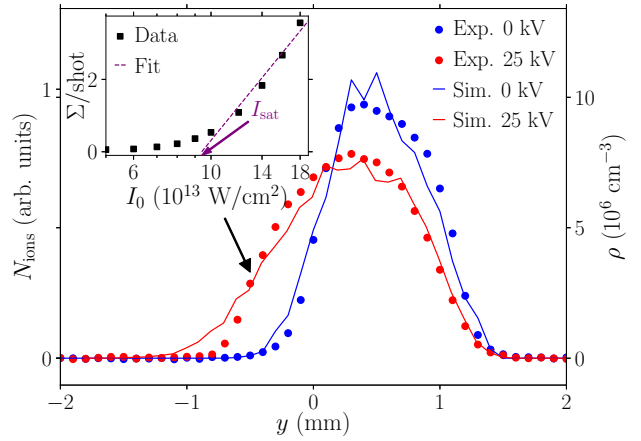 Data
Fit
Σ/shot
2
0
I_sat
6
10
14
18
I_0 (10^13 W/cm^2)
Exp. 0 kV
Exp. 25 kV
Sim. 0 kV
Sim. 25 kV
N_ions (arb. units)
1
0
10
5
0
ρ (10^6 cm^−3)
−2
−1
0
1
2
y (mm)